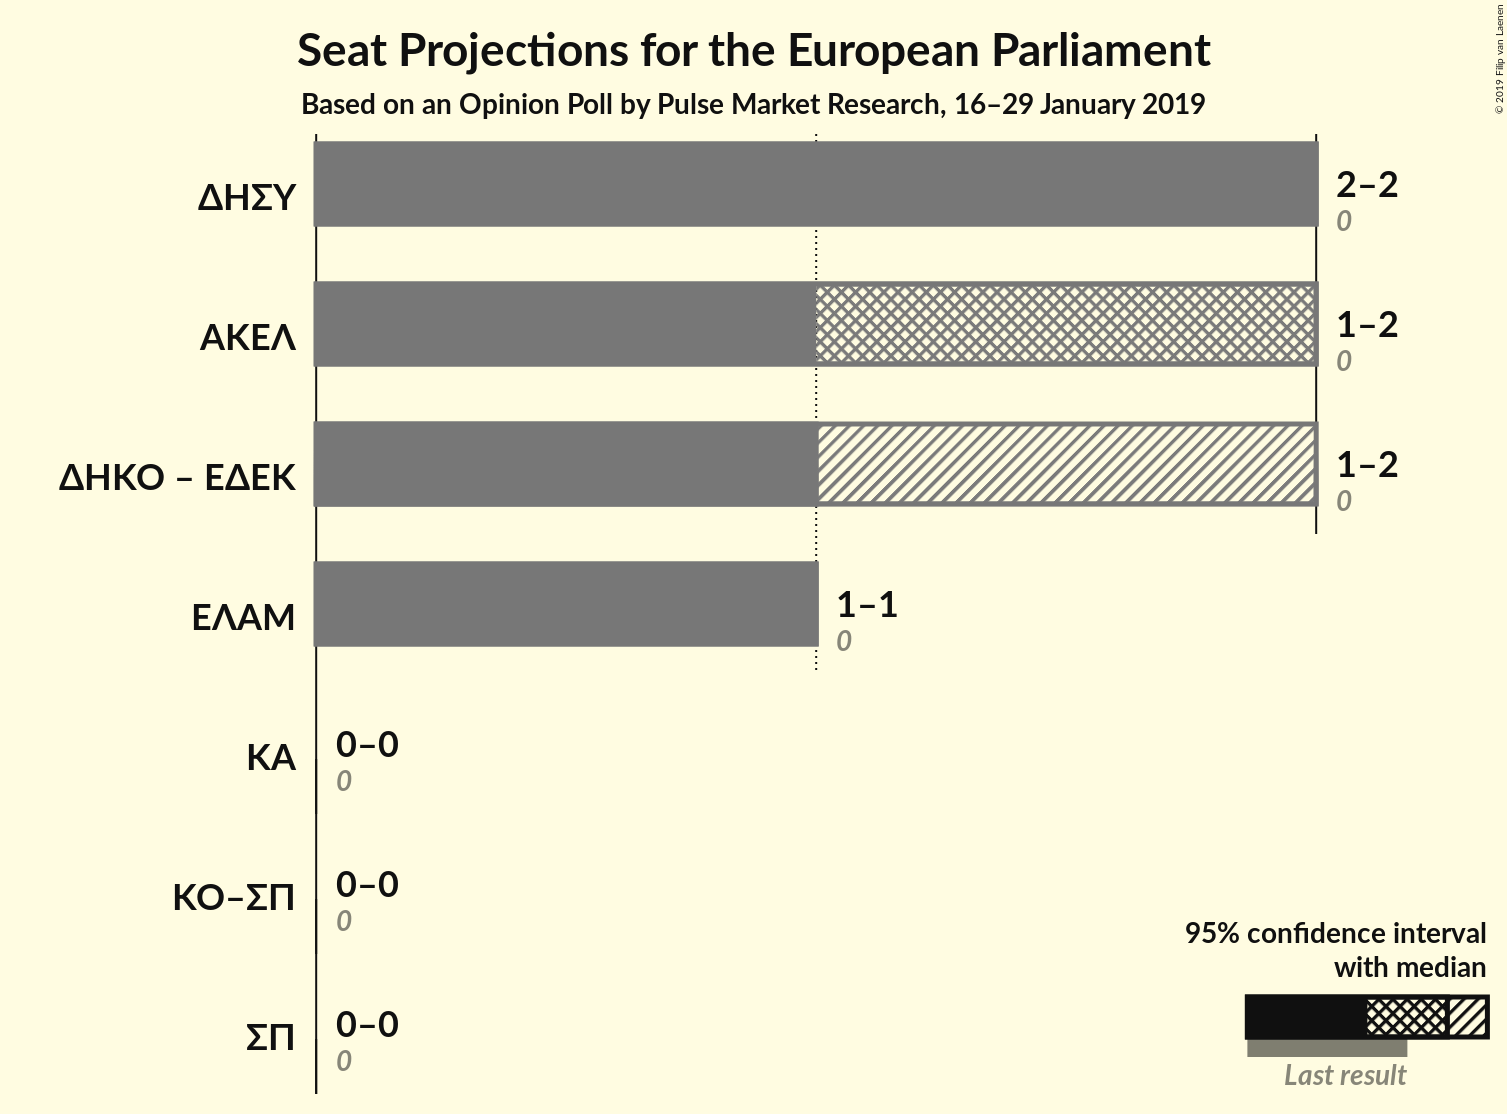 Seat Projections for the European Parliament
Based on an Opinion Poll by Pulse Market Research, 16–29 January 2019
© 2019 Filip van Laenen
ΔΗΣΥ
2–2
0
ΑΚΕΛ
1–2
0
ΔΗΚΟ – ΕΔΕΚ
1–2
0
ΕΛΑΜ
1–1
0
ΚΑ
0–0
0
ΚΟ–ΣΠ
0–0
0
ΣΠ
0–0
0
95% confidence interval
with median
Last result